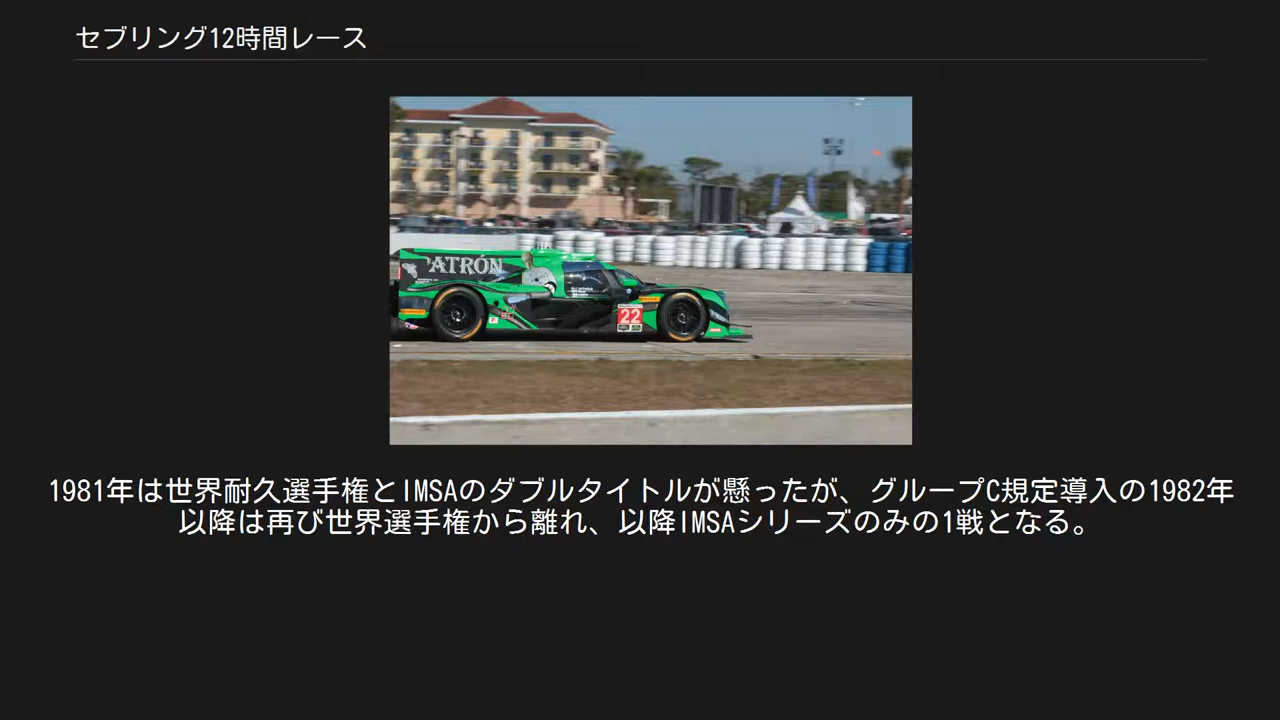 セブリング12時間レース
PATRÓN
22
1981年は世界耐久選手権とIMSAのダブルタイトルが懸ったが、グループC規定導入の1982年
以降は再び世界選手権から離れ、以降IMSAシリーズのみの1戦となる。